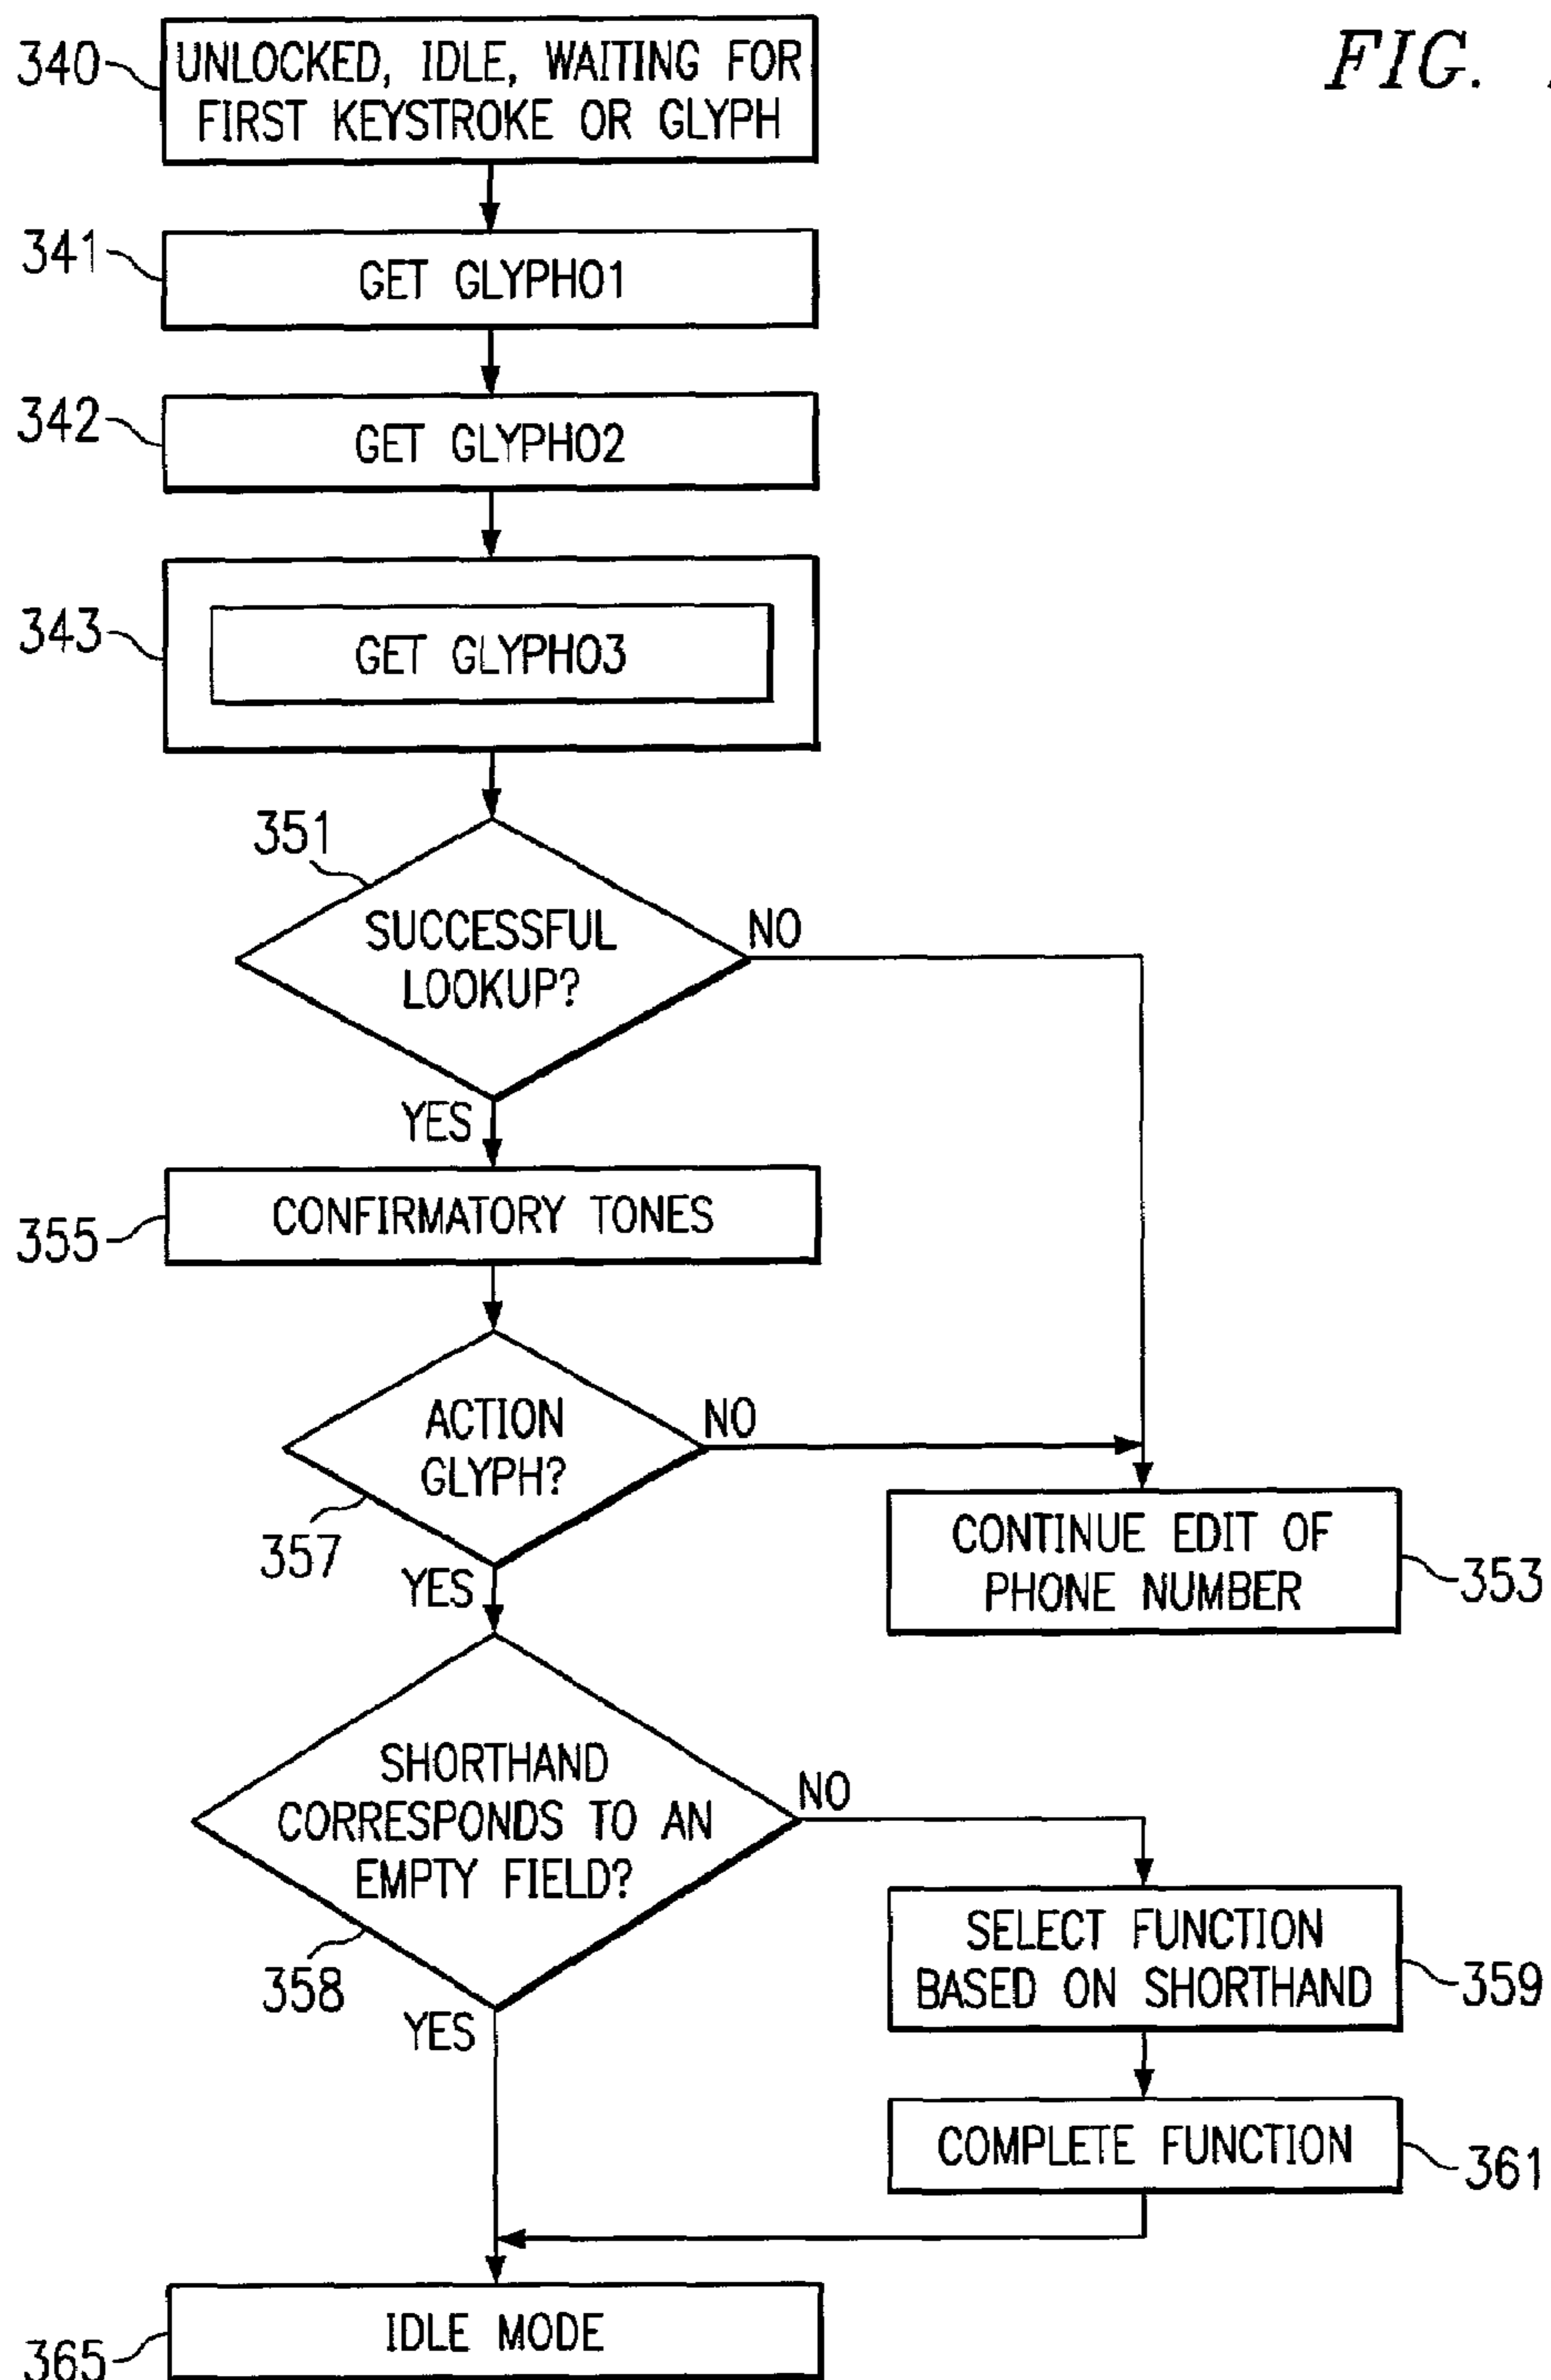 FIG.
340
UNLOCKED, IDLE, WAITING FOR
FIRST KEYSTROKE OR GLYPH
341
GET GLYPH01
342
GET GLYPH02
343
GET GLYPH03
351
SUCCESSFUL
LOOKUP?
NO
YES
355
CONFIRMATORY TONES
ACTION
GLYPH?
NO
357
YES
CONTINUE EDIT OF
PHONE NUMBER
353
SHORTHAND
CORRESPONDS TO AN
EMPTY FIELD?
NO
358
YES
SELECT FUNCTION
BASED ON SHORTHAND
359
COMPLETE FUNCTION
361
IDLE MODE
365